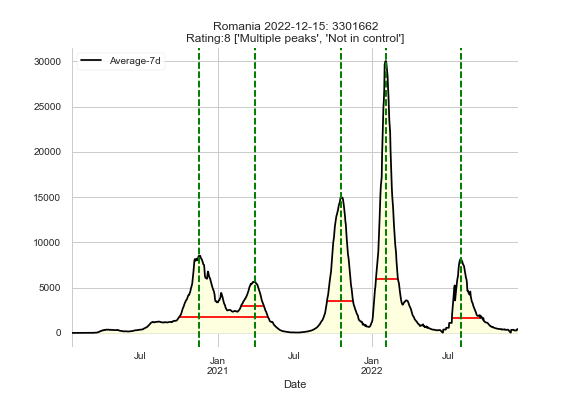 Romania 2022-12-15: 3301662
Rating:8 ['Multiple peaks', 'Not in control']
Average-7d
30000
25000
20000
15000
10000
5000
0
Jul
Jan
2021
Jul
Jan
2022
Jul
Date